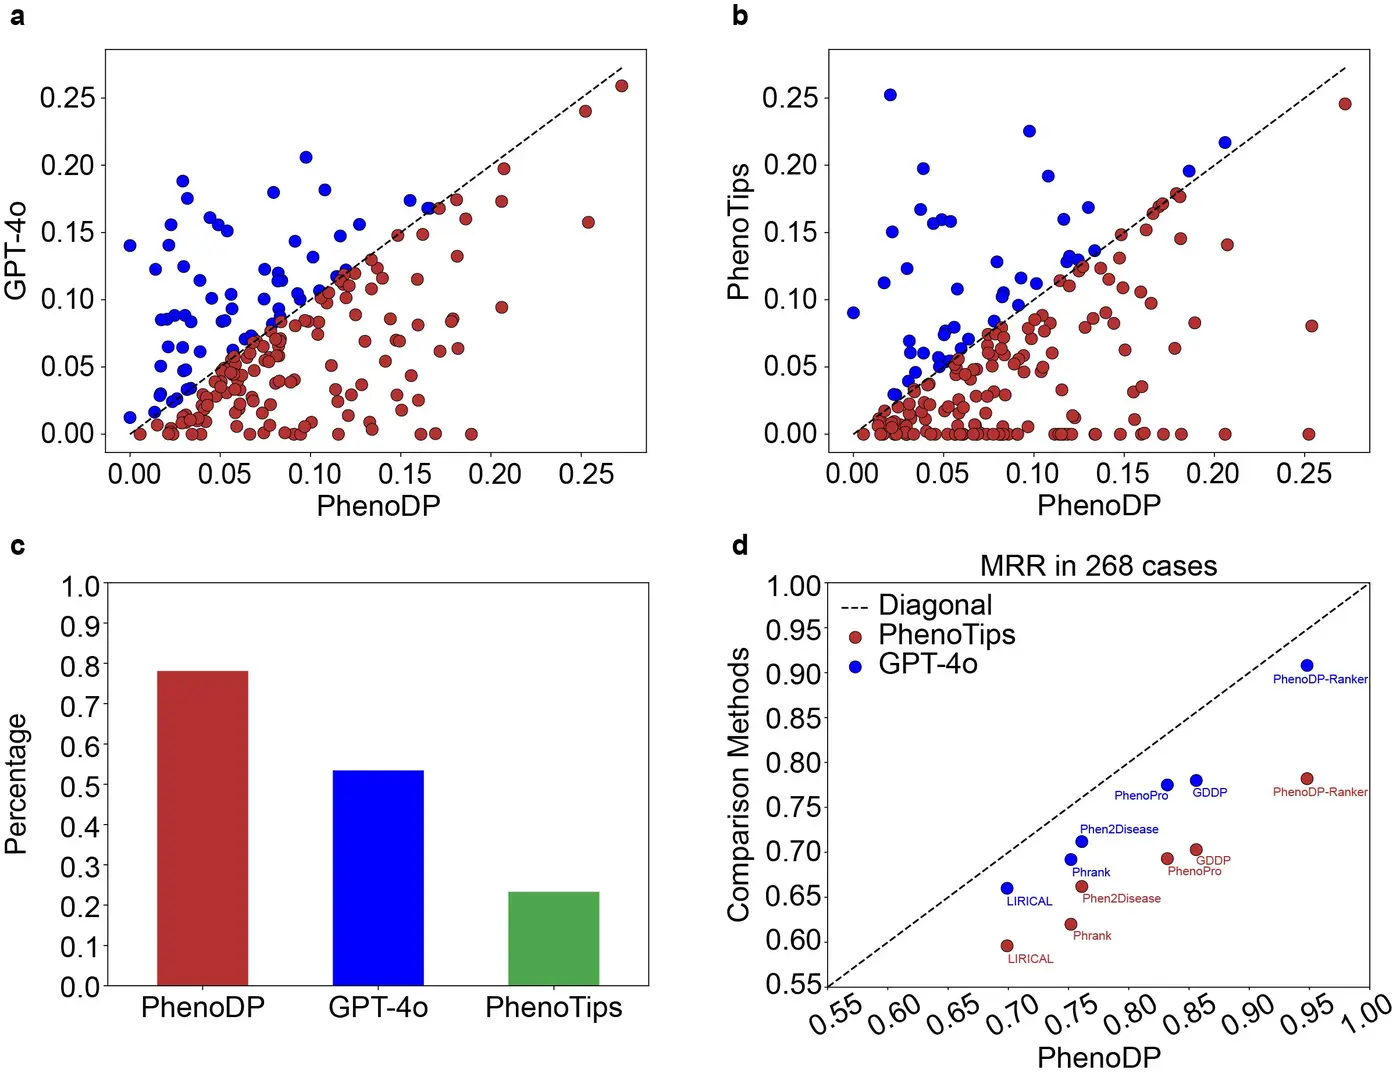 a
GPT-4o
0.25
0.20
0.15
0.10
0.05
0.00
0.00 0.05 0.10 0.15 0.20 0.25
PhenoDP
b
PhenoTips
0.25
0.20
0.15
0.10
0.05
0.00
0.00 0.05 0.10 0.15 0.20 0.25
PhenoDP
c
Percentage
1.0
0.9
0.8
0.7
0.6
0.5
0.4
0.3
0.2
0.1
0.0
PhenoDP GPT-4o PhenoTips
d
MRR in 268 cases
Comparison Methods
1.00
0.95
0.90
0.85
0.80
0.75
0.70
0.65
0.60
0.55
Diagonal
PhenoTips
GPT-4o
PhenoDP-Ranker
PhenoDP-Ranker
PhenoPro
GDDP
Phen2Disease
Phrank
GDDP
PhenoPro
LIRICAL
Phen2Disease
Phrank
LIRICAL
0.55 0.60 0.65 0.70 0.75 0.80 0.85 0.90 0.95 1.00
PhenoDP